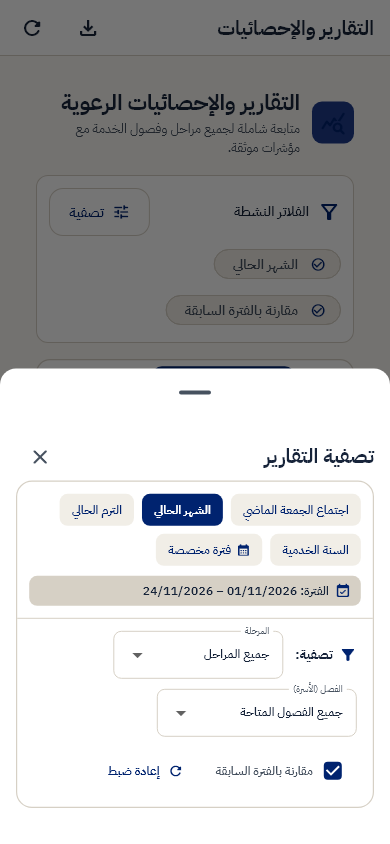 التقارير والإحصائيات
التقارير والإحصائيات الرعوية
متابعة شاملة لجميع مراحل وفصول الخدمة مع
مؤشرات موثقة.
الفلاتر النشطة
تصفية
الشهر الحالي
مقارنة بالفترة السابقة
تصفية التقارير
اجتماع الجمعة الماضي
الشهر الحالي
الترم الحالي
السنة الخدمية
فترة مخصصة
الفترة: 01/11/2026 – 24/11/2026
تصفية:
المرحلة
جميع المراحل
الفصل (الأسرة)
جميع الفصول المتاحة
مقارنة بالفترة السابقة
إعادة ضبط